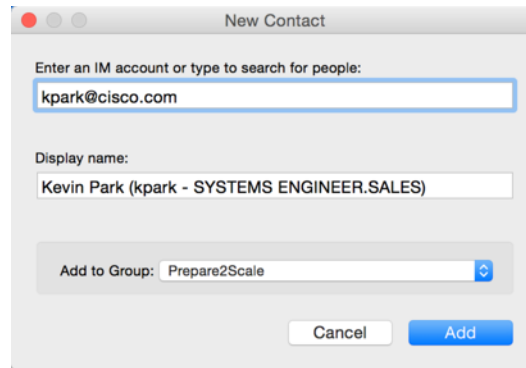 New Contact
Enter an IM account or type to search for people:
kpark@cisco.com
Display name:
Kevin Park (kpark - SYSTEMS ENGINEER.SALES)
Add to Group: Prepare2Scale
Cancel Add